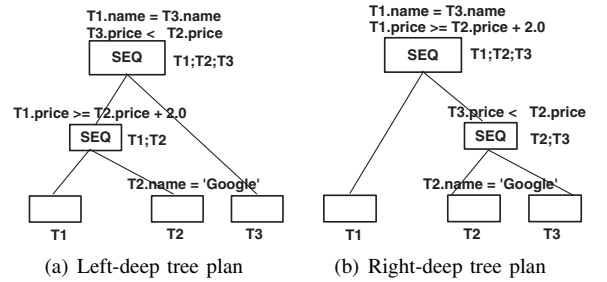 T1.name = T3.name
T3.price < T2.price
SEQ
T1;T2;T3
T1.price >= T2.price + 2.0
SEQ
T1;T2
T2.name = 'Google'
T1
T2
T3
(a) Left-deep tree plan
T1.name = T3.name
T1.price >= T2.price + 2.0
SEQ
T1;T2;T3
T3.price < T2.price
SEQ
T2;T3
T2.name = 'Google'
T1
T2
T3
(b) Right-deep tree plan